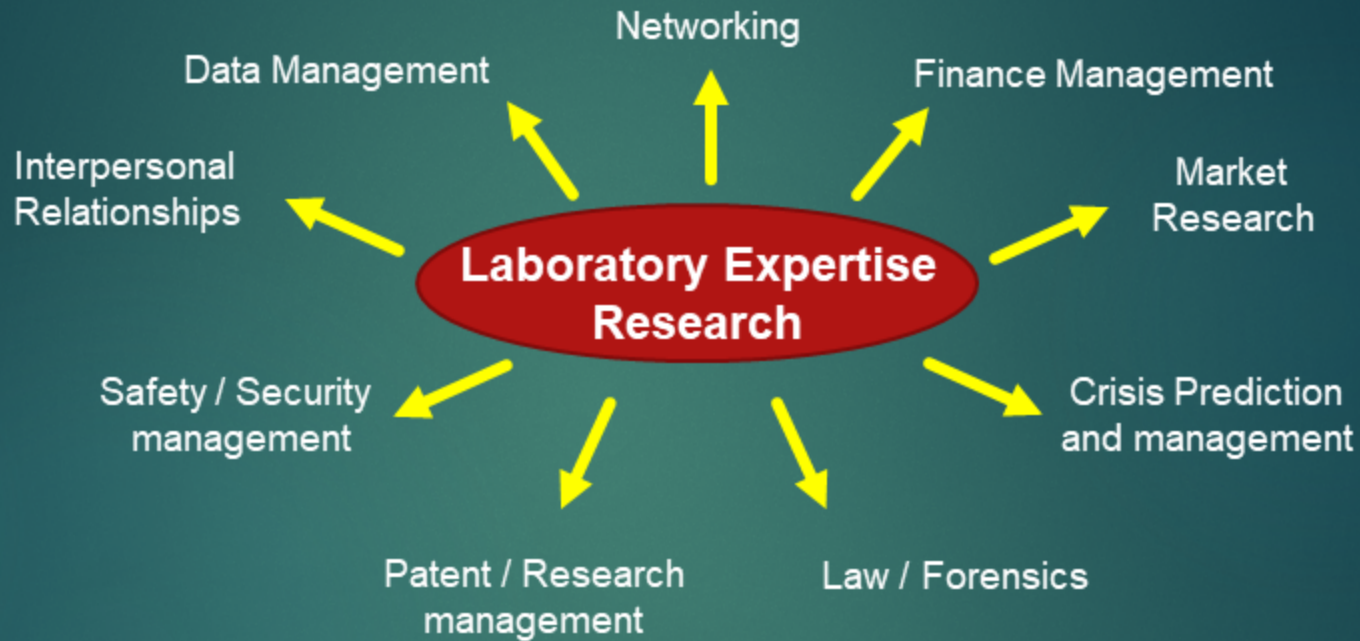 Networking
Data Management
Finance Management
Interpersonal
Relationships
Market
Research
Laboratory Expertise
Research
Safety / Security
management
Crisis Prediction
and management
Patent / Research
management
Law / Forensics